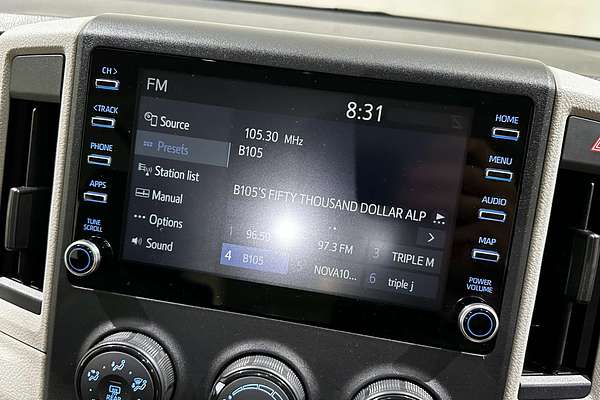 FM
8:31
CH >
< TRACK
PHONE
APPS
TUNE
SCROLL
Source
Presets
Station list
Manual
Options
Sound
105.30 MHz
B105
B105'S FIFTY THOUSAND DOLLAR ALP
1 96.50
97.3 FM
3 TRIPLE M
4 B105
NOVA10...
6 triple j
HOME
MENU
AUDIO
MAP
POWER
VOLUME
REAR